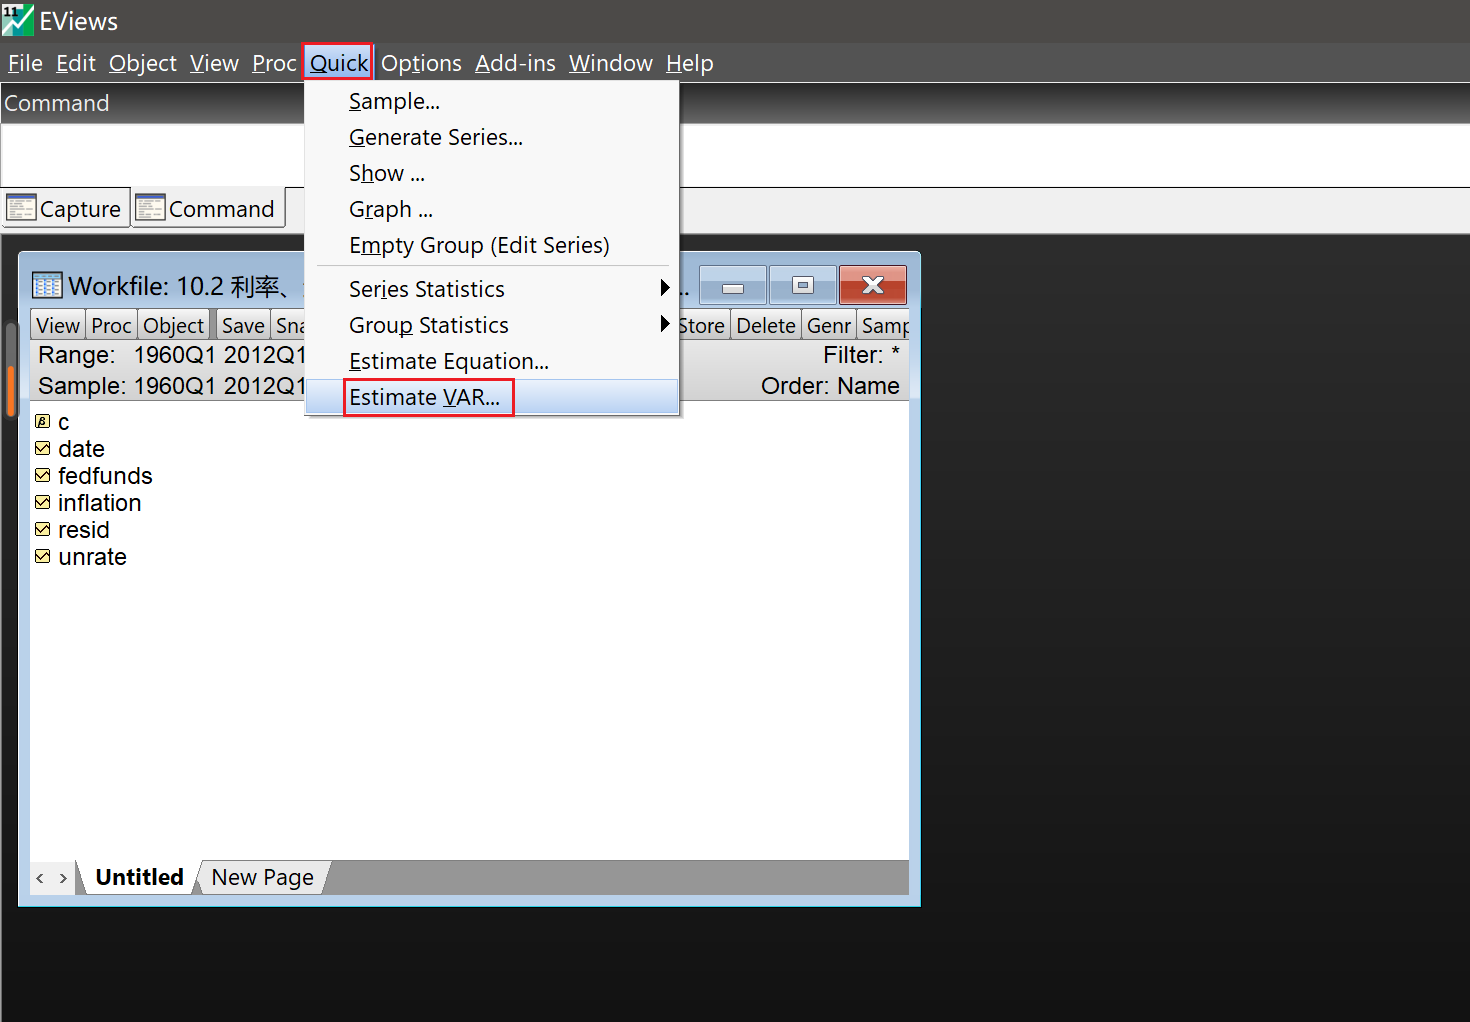 11 EViews
File Edit Object View Proc Quick Options Add-ins Window Help
Command
Sample...
Generate Series...
Show ...
Graph ...
Empty Group (Edit Series)
Series Statistics
Group Statistics
Estimate Equation...
Estimate VAR...
Capture Command
Workfile: 10.2 利率、 ..
View Proc Object Save Sna Store Delete Genr Samp
Range: 1960Q1 2012Q1 Filter: *
Sample: 1960Q1 2012Q1 Order: Name
β c
date
fedfunds
inflation
resid
unrate
< > Untitled New Page